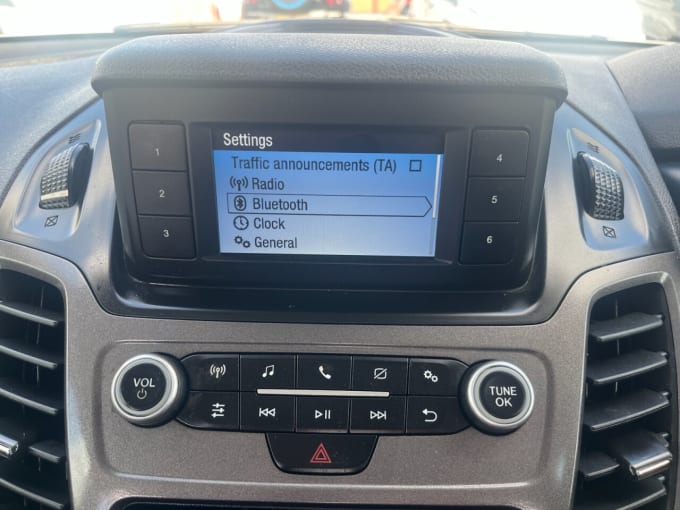 Settings
Traffic announcements (TA)
Radio
Bluetooth
Clock
General
1
2
3
4
5
6
VOL
TUNE
OK